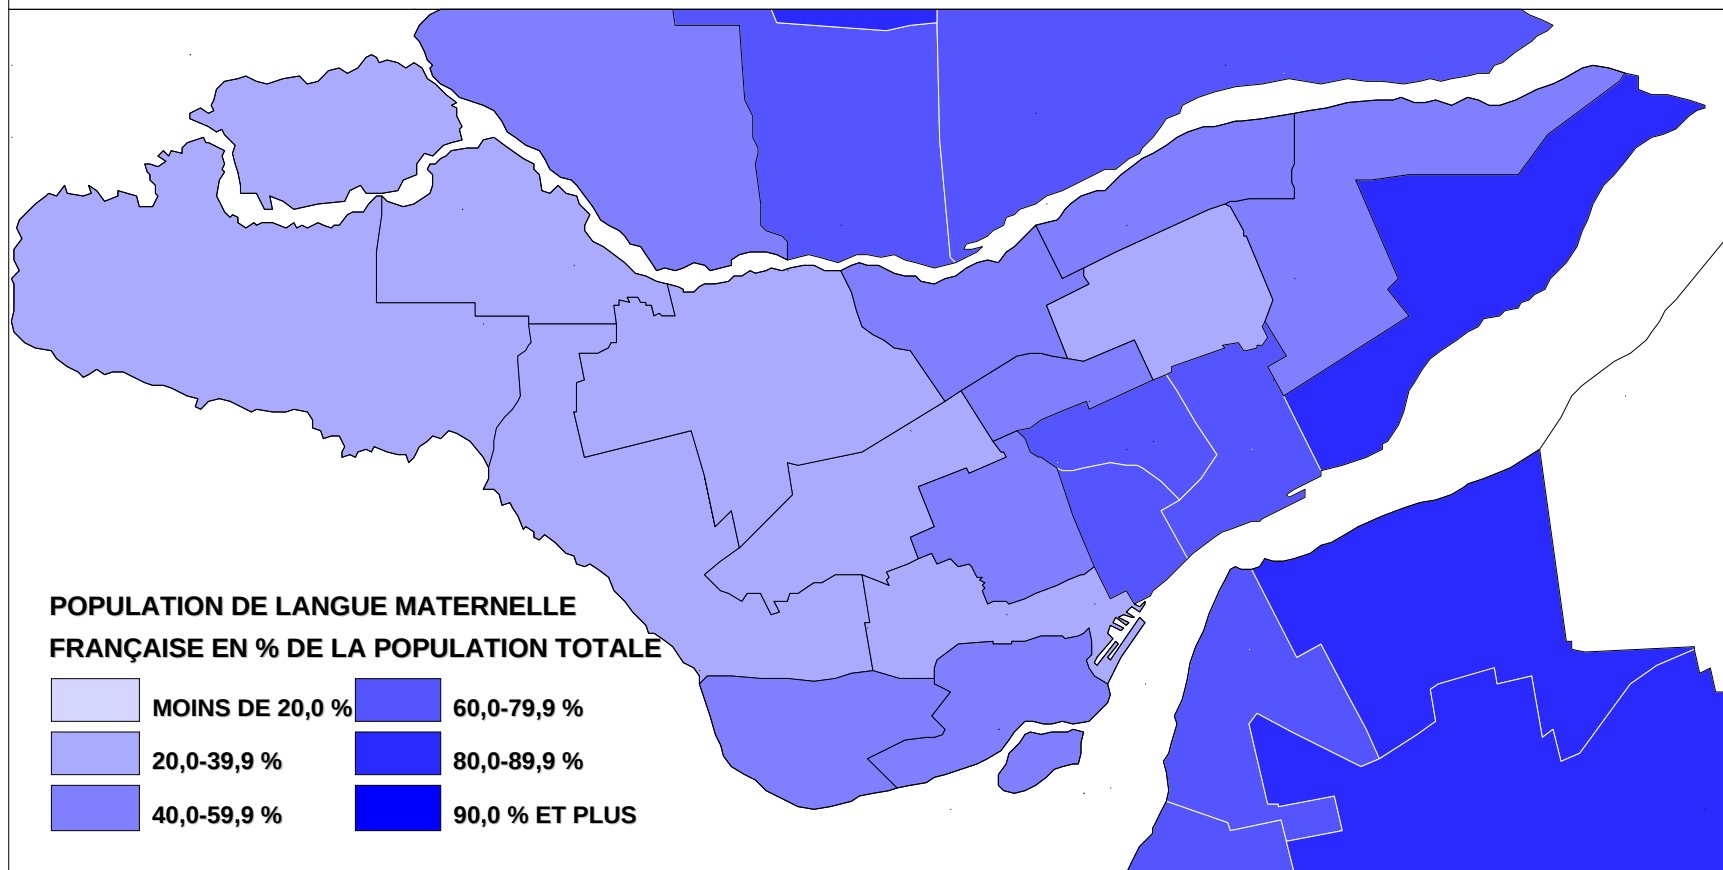 POPULATION DE LANGUE MATERNELLE
FRANÇAISE EN % DE LA POPULATION TOTALE
MOINS DE 20,0 %
20,0-39,9 %
40,0-59,9 %
60,0-79,9 %
80,0-89,9 %
90,0 % ET PLUS